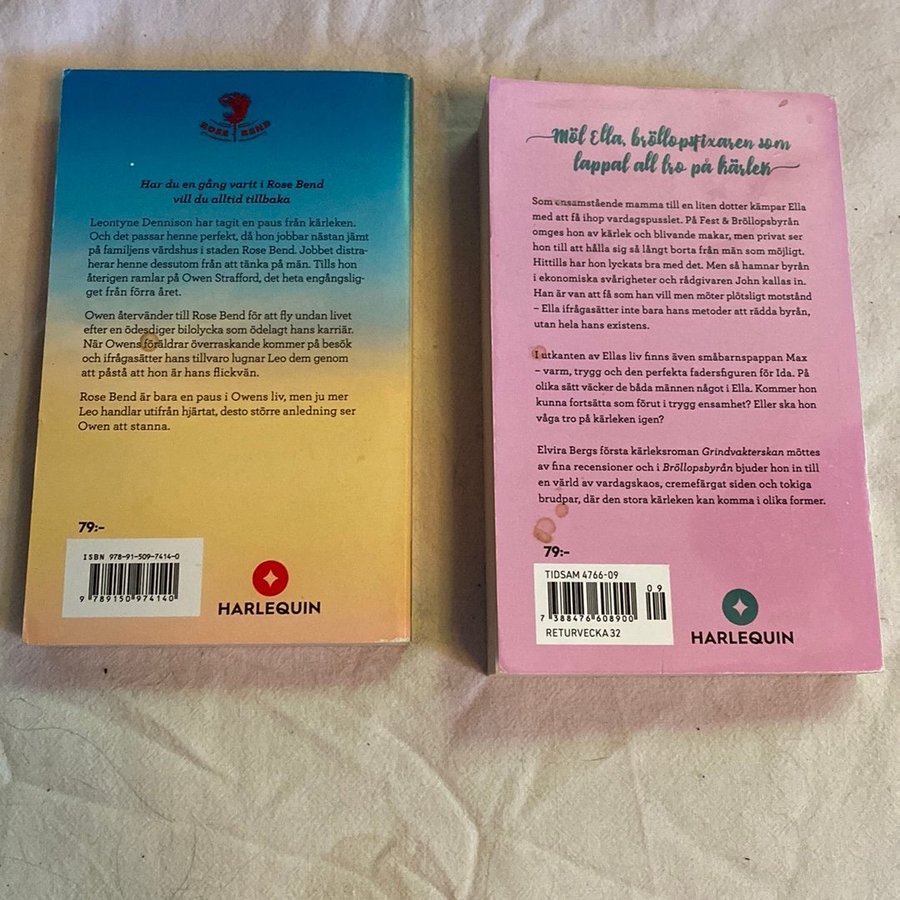 ROSE BEND
Har du en gång varit i Rose Bend
vill du alltid tillbaka
Leontyne Dennison har tagit en paus från kärleken.
Och det passar henne perfekt, då hon jobbar nästan jämt
på familjens värdshus i staden Rose Bend. Jobbet distra-
herar henne dessutom från att tänka på män. Tills hon
återigen ramlar på Owen Strafford, det heta engångslig-
get från förra året.
Owen återvänder till Rose Bend för att fly undan livet
efter en ödesdiger bilolycka som ödelagt hans karriär.
När Owens föräldrar överraskande kommer på besök
och ifrågasätter hans tillvaro lugnar Leo dem genom
att påstå att hon är hans flickvän.
Rose Bend är bara en paus i Owens liv, men ju mer
Leo handlar utifrån hjärtat, desto större anledning ser
Owen att stanna.
79:-
ISBN 978-91-509-7414-0
9 789150 974140
HARLEQUIN
Möt Ella, bröllopsfixaren som
tappat all tro på kärlek
Som ensamstående mamma till en liten dotter kämpar Ella
med att få ihop vardagspusslet. På Fest & Bröllopsbyrån
omges hon av kärlek och blivande makar, men privat ser
hon till att hålla sig så långt borta från män som möjligt.
Hittills har hon lyckats bra med det. Men så hamnar byrån
i ekonomiska svårigheter och rådgivaren John kallas in.
Han är van att få som han vill men möter plötsligt motstånd
– Ella ifrågasätter inte bara hans metoder att rädda byrån,
utan hela hans existens.
I utkanten av Ellas liv finns även småbarnspappan Max
– varm, trygg och den perfekta fadersfiguren för Ida. På
olika sätt väcker de båda männen något i Ella. Kommer hon
kunna fortsätta som förut i trygg ensamhet? Eller ska hon
våga tro på kärleken igen?
Elvira Bergs första kärleksroman Grindvakterskan möttes
av fina recensioner och i Bröllopsbyrån bjuder hon in till
en värld av vardagskaos, cremefärgat siden och tokiga
brudpar, där den stora kärleken kan komma i olika former.
79:-
TIDSAM 4766-09
09
7 388476 608900
RETURVECKA 32
HARLEQUIN